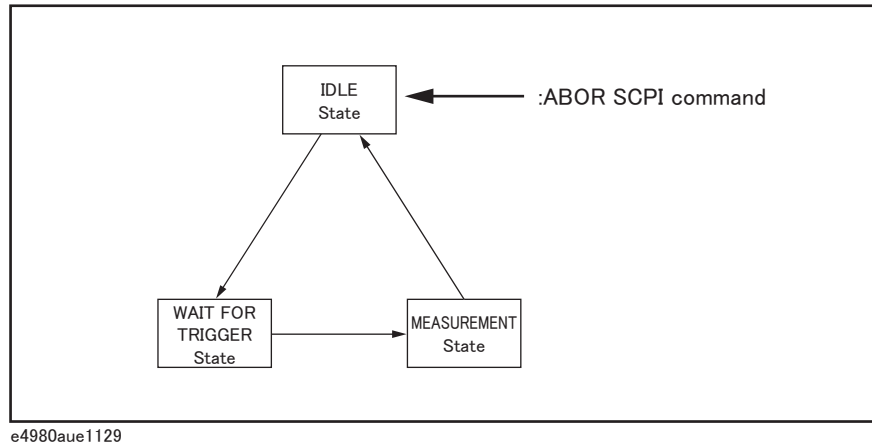 IDLE
State
:ABOR SCPI command
WAIT FOR
TRIGGER
State
MEASUREMENT
State
e4980aue1129